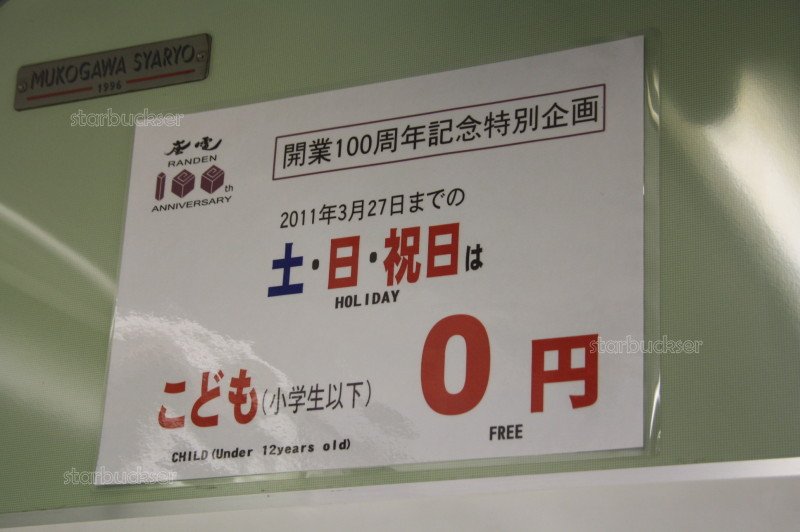 MUKOGAWA SYARYO
1996
starbuckser
嵐電
RANDEN
100th
ANNIVERSARY
開業100周年記念特別企画
2011年3月27日までの
土・日・祝日は
HOLIDAY
こども(小学生以下)
0円
starbuckser
CHILD(Under 12years old)
FREE
starbuckser